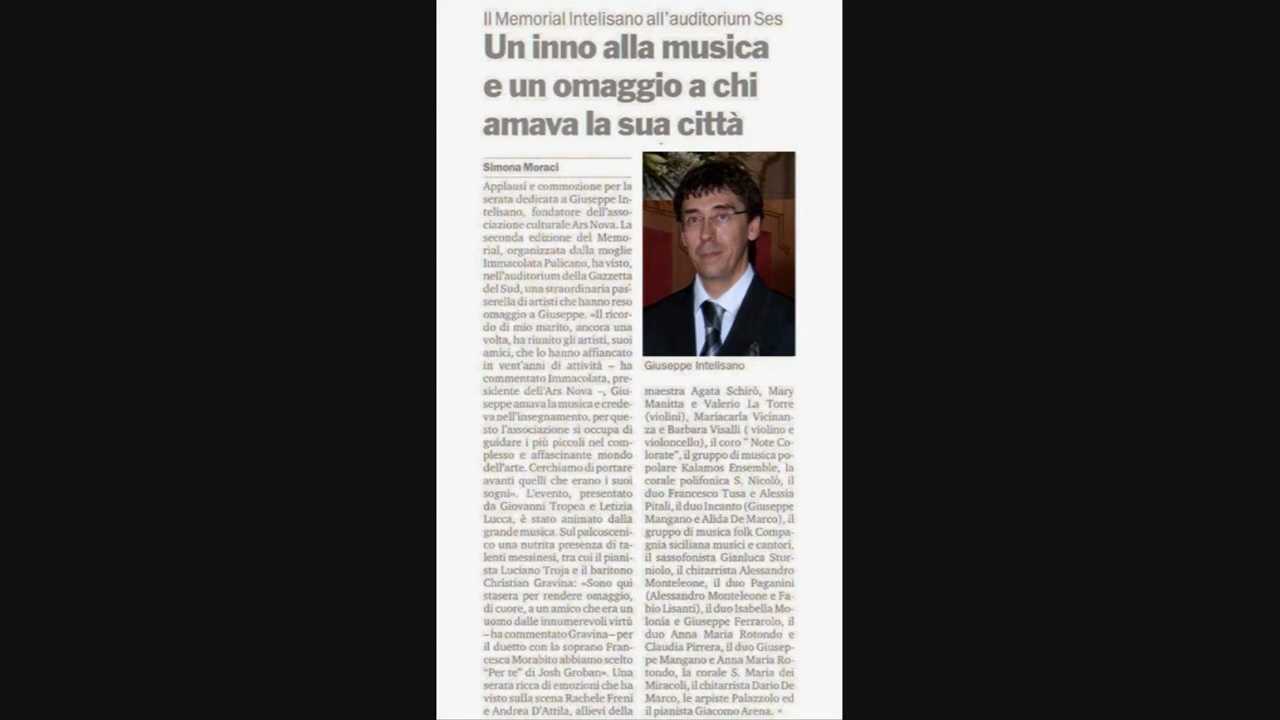 Il Memorial Intelisano all'auditorium Ses
Un inno alla musica
e un omaggio a chi
amava la sua città
Simona Moraci
Applausi e commozione per la
serata dedicata a Giuseppe In-
telisano, fondatore dell'asso-
ciazione culturale Ars Nova. La
seconda edizione del Memo-
rial, organizzata dalla moglie
Immacolata Pulicano, ha visto,
nell'auditorium della Gazzetta
del Sud, una straordinaria pas-
serella di artisti che hanno reso
omaggio a Giuseppe. «Il ricor-
do di mio marito, ancora una
volta, ha riunito gli artisti, suoi
amici, che lo hanno affiancato
in vent'anni di attività – ha
commentato Immacolata, pre-
sidente dell'Ars Nova –, Giu-
seppe amava la musica e crede-
va nell'insegnamento, per que-
sto l'associazione si occupa di
guidare i più piccoli nel com-
plesso e affascinante mondo
dell'arte. Cerchiamo di portare
avanti quelli che erano i suoi
sogni». L'evento, presentato
da Giovanni Tropea e Letizia
Lucca, è stato animato dalla
grande musica. Sul palcosceni-
co una nutrita presenza di ta-
lenti messinesi, tra cui il piani-
sta Luciano Troja e il baritono
Christian Gravina: «Sono qui
stasera per rendere omaggio,
di cuore, a un amico che era un
uomo dalle innumerevoli virtù
– ha commentato Gravina – per
il duetto con la soprano Fran-
cesca Morabito abbiamo scelto
"Per te" di Josh Groban». Una
serata ricca di emozioni che ha
visto sulla scena Rachele Freni
e Andrea D'Attila, allievi della
Giuseppe Intelisano
maestra Agata Schirò, Mary
Manitta e Valerio La Torre
(violini), Mariacarla Vicinan-
za e Barbara Visalli ( violino e
violoncello), il coro " Note Co-
lorate", il gruppo di musica po-
polare Kalamos Ensemble, la
corale polifonica S. Nicolò, il
duo Francesco Tusa e Alessia
Pitali, il duo Incanto (Giuseppe
Mangano e Alida De Marco), il
gruppo di musica folk Compa-
gnia siciliana musici e cantori,
il sassofonista Gianluca Stur-
niolo, il chitarrista Alessandro
Monteleone, il duo Paganini
(Alessandro Monteleone e Fa-
bio Lisanti), il duo Isabella Mo-
lonia e Giuseppe Ferrarolo, il
duo Anna Maria Rotondo e
Claudia Pirrera, il duo Giusep-
pe Mangano e Anna Maria Ro-
tondo, la corale S. Maria dei
Miracoli, il chitarrista Dario De
Marco, le arpiste Palazzolo ed
il pianista Giacomo Arena.